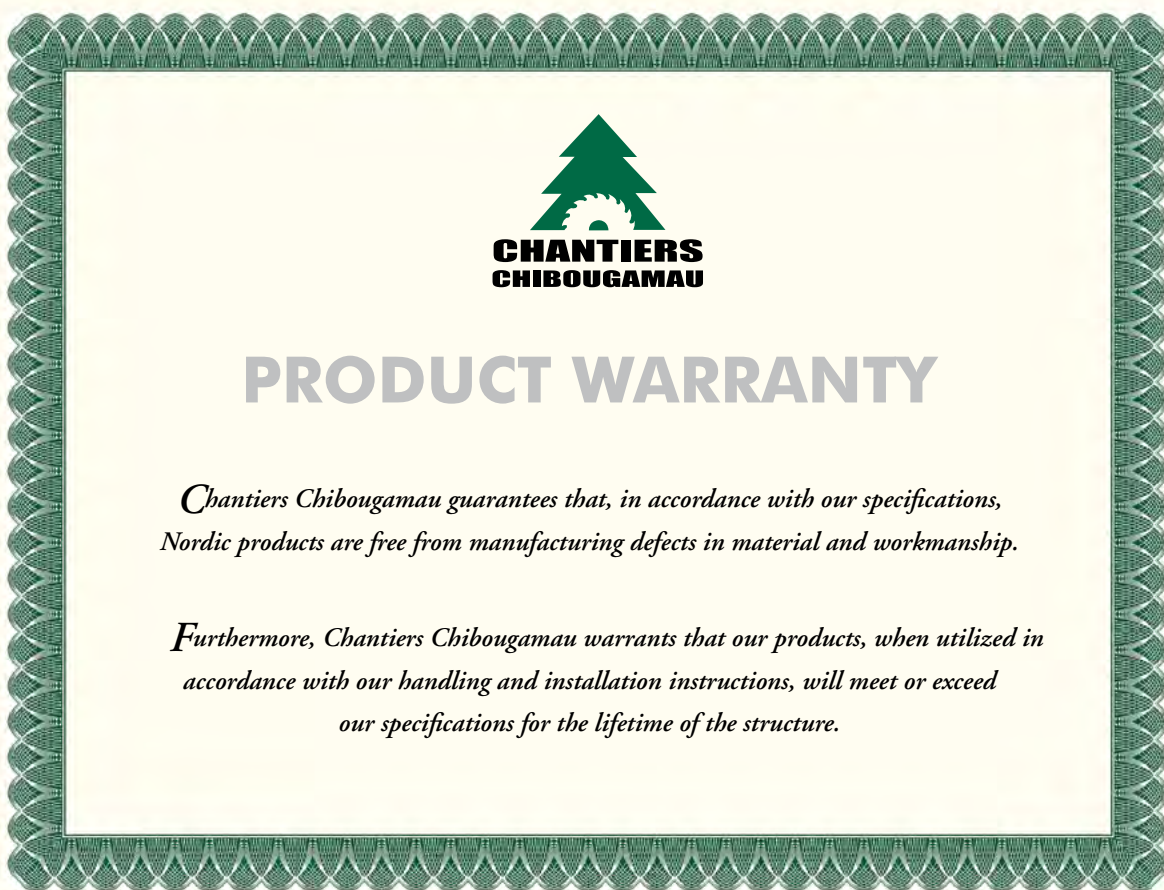 CHANTIERS
CHIBOUGAMAU
PRODUCT WARRANTY
Chantiers Chibougamau guarantees that, in accordance with our specifications,
Nordic products are free from manufacturing defects in material and workmanship.
Furthermore, Chantiers Chibougamau warrants that our products, when utilized in
accordance with our handling and installation instructions, will meet or exceed
our specifications for the lifetime of the structure.